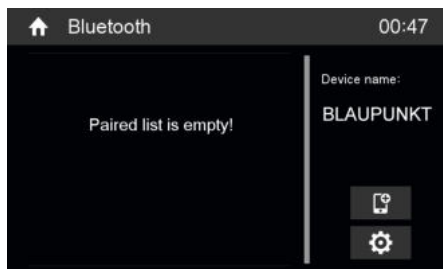 Bluetooth
00:47
Device name:
BLAUPUNKT
Paired list is empty!